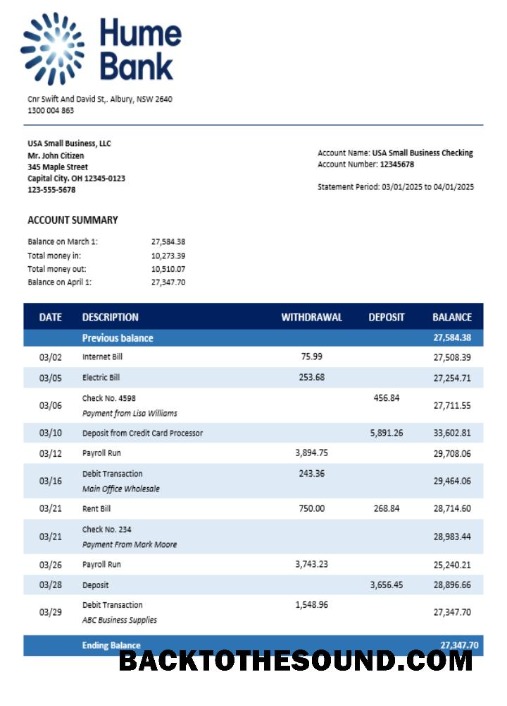 Hume
Bank
Cnr Swift And David St,. Albury, NSW 2640
1300 004 863
USA Small Business, LLC
Mr. John Citizen
345 Maple Street
Capital City. OH 12345-0123
123-555-5678
Account Name: USA Small Business Checking
Account Number: 12345678
Statement Period: 03/01/2025 to 04/01/2025
ACCOUNT SUMMARY
Balance on March 1: 27,584.38
Total money in: 10,273.39
Total money out: 10,510.07
Balance on April 1: 27,347.70
DATE DESCRIPTION WITHDRAWAL DEPOSIT BALANCE
Previous balance 27,584.38
03/02 Internet Bill 75.99 27,508.39
03/05 Electric Bill 253.68 27,254.71
03/06 Check No. 4598 456.84 27,711.55
Payment from Lisa Williams
03/10 Deposit from Credit Card Processor 5,891.26 33,602.81
03/12 Payroll Run 3,894.75 29,708.06
03/16 Debit Transaction 243.36 29,464.06
Main Office Wholesale
03/21 Rent Bill 750.00 268.84 28,714.60
03/21 Check No. 234 28,983.44
Payment From Mark Moore
03/26 Payroll Run 3,743.23 25,240.21
03/28 Deposit 3,656.45 28,896.66
03/29 Debit Transaction 1,548.96 27,347.70
ABC Business Supplies
Ending Balance 27,347.70
BACKTOTHESOUND.COM